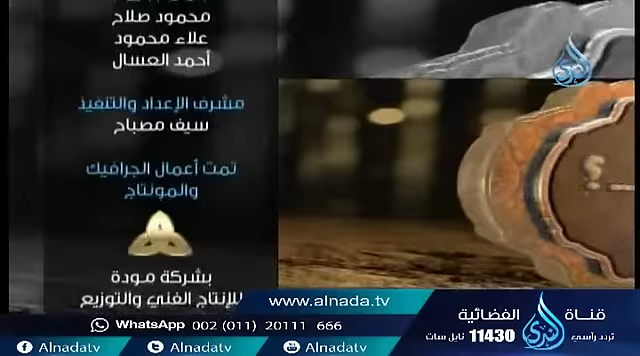 محمود صلاح
علاء محمود
أحمد العسال
مشرف الإعداد والتنفيذ
سيف مصباح
تمت أعمال الجرافيك
والمونتاج
بشركة مودة
للإنتاج الفني والتوزيع
الندى
؟
www.alnada.tv
قناة الندى الفضائية
WhatsApp 002 (011) 20111 666
تردد رأسي 11430 نايل سات
Alnadatv
Alnadatv
Alnadatv